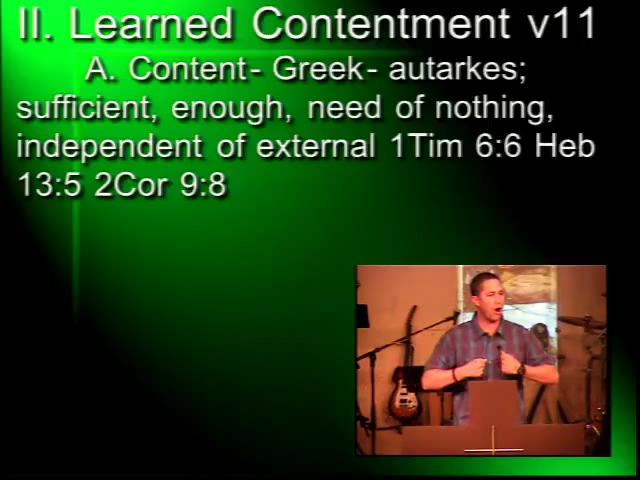 II. Learned Contentment v11
A. Content- Greek- autarkes;
sufficient, enough, need of nothing,
independent of external 1Tim 6:6 Heb
13:5 2Cor 9:8